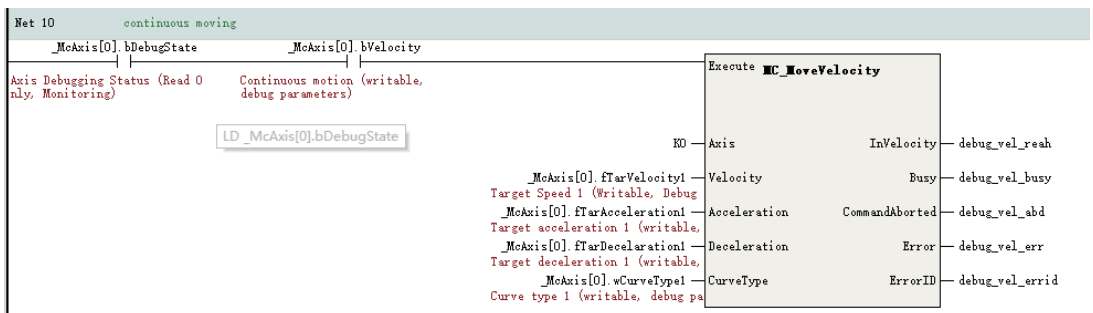 Net 10 continuous moving
_McAxis[0].bDebugState _McAxis[0].bVelocity
Axis Debugging Status (Read O
nly, Monitoring)
Continuous motion (writable,
debug parameters)
LD _McAxis[0].bDebugState
Execute MC_MoveVelocity
K0 Axis InVelocity debug_vel_reah
_McAxis[0].fTarVelocity1 Velocity Busy debug_vel_busy
Target Speed 1 (Writable, Debug
_McAxis[0].fTarAcceleration1 Acceleration CommandAborted debug_vel_abd
Target acceleration 1 (writable,
_McAxis[0].fTarDecelaration1 Deceleration Error debug_vel_err
Target deceleration 1 (writable,
_McAxis[0].wCurveType1 CurveType ErrorID debug_vel_errid
Curve type 1 (writable, debug pa